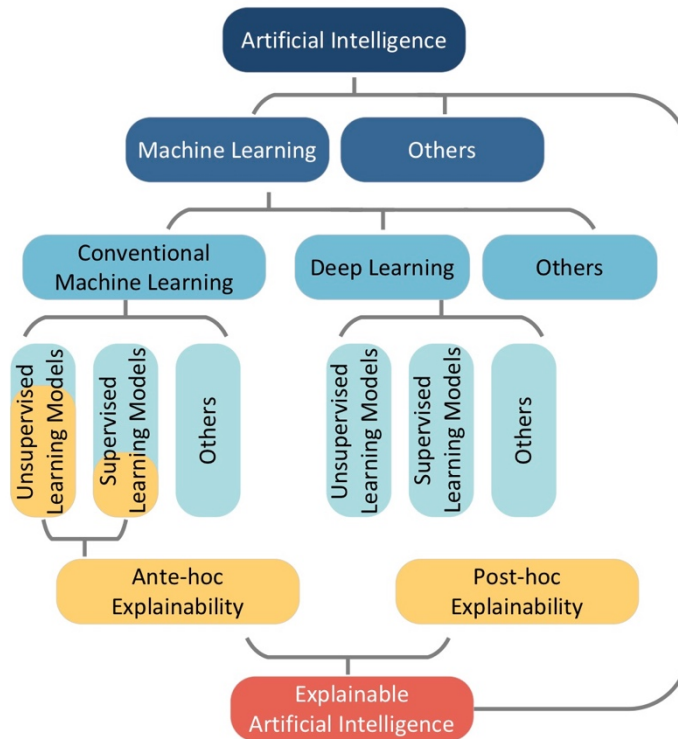 Artificial Intelligence
Machine Learning
Others
Conventional
Machine Learning
Deep Learning
Others
Unsupervised
Learning Models
Supervised
Learning Models
Others
Unsupervised
Learning Models
Supervised
Learning Models
Others
Ante-hoc
Explainability
Post-hoc
Explainability
Explainable
Artificial Intelligence